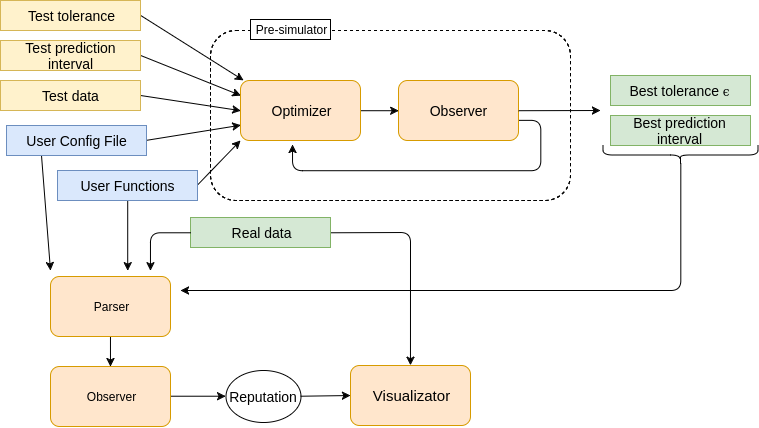 Test tolerance
Pre-simulator
Test prediction
interval
Test data
Optimizer
Observer
Best tolerance ϵ
Best prediction
interval
User Config File
User Functions
Real data
Parser
Observer
Reputation
Visualizator